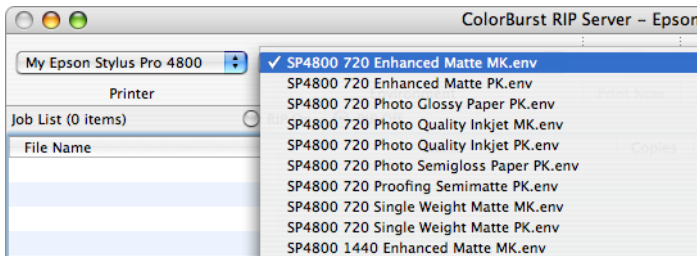 ColorBurst RIP Server – Epson
My Epson Stylus Pro 4800
Printer
Job List (0 items)
File Name
✓ SP4800 720 Enhanced Matte MK.env
SP4800 720 Enhanced Matte PK.env
SP4800 720 Photo Glossy Paper PK.env
SP4800 720 Photo Quality Inkjet MK.env
SP4800 720 Photo Quality Inkjet PK.env
SP4800 720 Photo Semigloss Paper PK.env
SP4800 720 Proofing Semimatte PK.env
SP4800 720 Single Weight Matte MK.env
SP4800 720 Single Weight Matte PK.env
SP4800 1440 Enhanced Matte MK.env
Print Now
Copies